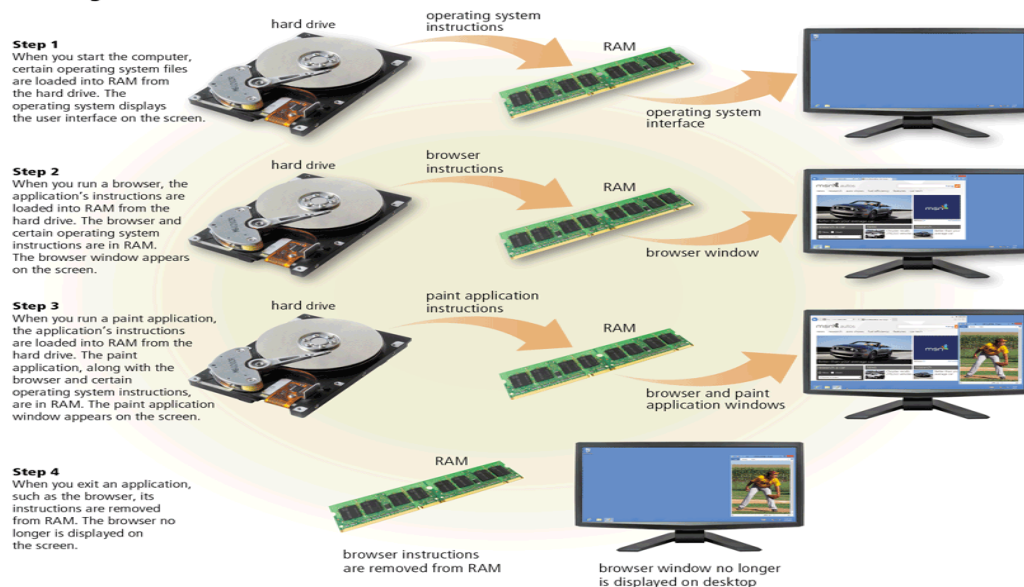 hard drive
operating system
instructions
RAM
operating system
interface
Step 1
When you start the computer,
certain operating system files
are loaded into RAM from
the hard drive. The
operating system displays
the user interface on the screen.
hard drive
browser
instructions
RAM
browser window
Step 2
When you run a browser, the
application's instructions are
loaded into RAM from the
hard drive. The browser and
certain operating system
instructions are in RAM.
The browser window appears
on the screen.
msn autos
msn
hard drive
paint application
instructions
RAM
browser and paint
application windows
Step 3
When you run a paint application,
the application's instructions
are loaded into RAM from the
hard drive. The paint
application, along with the
browser and certain
operating system instructions,
are in RAM. The paint application
window appears on the screen.
msn autos
msn
Step 4
When you exit an application,
such as the browser, its
instructions are removed
from RAM. The browser no
longer is displayed on
the screen.
RAM
browser instructions
are removed from RAM
browser window no longer
is displayed on desktop